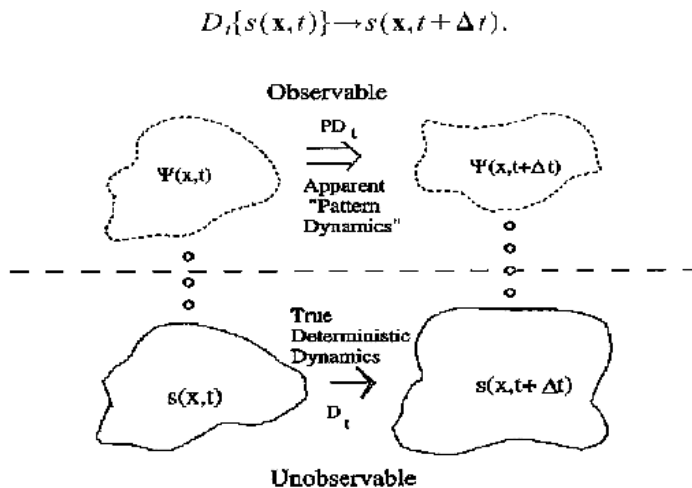 D_t{s(x,t)}→s(x,t+Δt).
Observable
Ψ(x,t)
PD_t
Ψ(x,t+Δt)
Apparent
"Pattern
Dynamics"
True
Deterministic
Dynamics
s(x,t)
D_t
s(x,t+Δt)
Unobservable